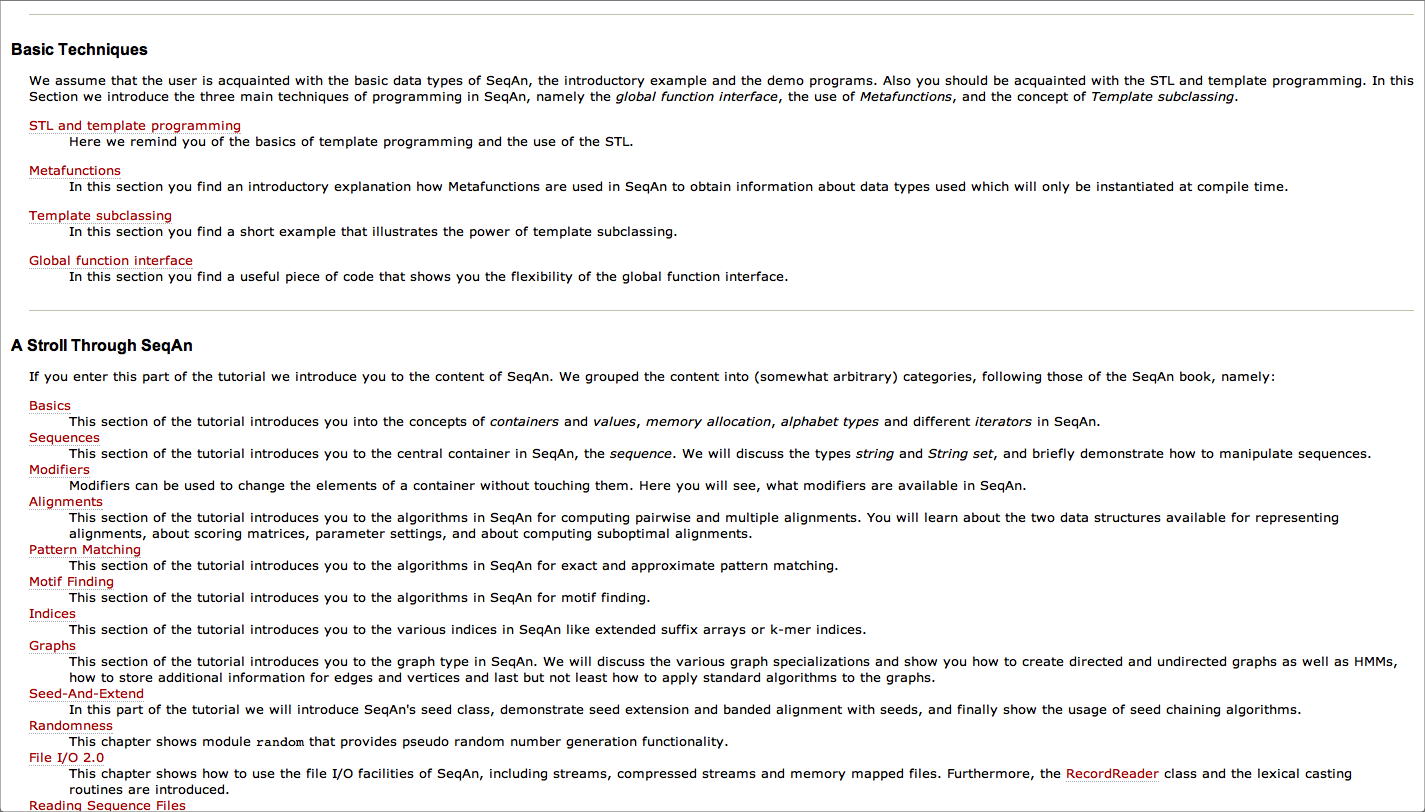 Basic Techniques
We assume that the user is acquainted with the basic data types of SeqAn, the introductory example and the demo programs. Also you should be acquainted with the STL and template programming. In this
Section we introduce the three main techniques of programming in SeqAn, namely the global function interface, the use of Metafunctions, and the concept of Template subclassing.
STL and template programming
Here we remind you of the basics of template programming and the use of the STL.
Metafunctions
In this section you find an introductory explanation how Metafunctions are used in SeqAn to obtain information about data types used which will only be instantiated at compile time.
Template subclassing
In this section you find a short example that illustrates the power of template subclassing.
Global function interface
In this section you find a useful piece of code that shows you the flexibility of the global function interface.
A Stroll Through SeqAn
If you enter this part of the tutorial we introduce you to the content of SeqAn. We grouped the content into (somewhat arbitrary) categories, following those of the SeqAn book, namely:
Basics
This section of the tutorial introduces you into the concepts of containers and values, memory allocation, alphabet types and different iterators in SeqAn.
Sequences
This section of the tutorial introduces you to the central container in SeqAn, the sequence. We will discuss the types string and String set, and briefly demonstrate how to manipulate sequences.
Modifiers
Modifiers can be used to change the elements of a container without touching them. Here you will see, what modifiers are available in SeqAn.
Alignments
This section of the tutorial introduces you to the algorithms in SeqAn for computing pairwise and multiple alignments. You will learn about the two data structures available for representing
alignments, about scoring matrices, parameter settings, and about computing suboptimal alignments.
Pattern Matching
This section of the tutorial introduces you to the algorithms in SeqAn for exact and approximate pattern matching.
Motif Finding
This section of the tutorial introduces you to the algorithms in SeqAn for motif finding.
Indices
This section of the tutorial introduces you to the various indices in SeqAn like extended suffix arrays or k-mer indices.
Graphs
This section of the tutorial introduces you to the graph type in SeqAn. We will discuss the various graph specializations and show you how to create directed and undirected graphs as well as HMMs,
how to store additional information for edges and vertices and last but not least how to apply standard algorithms to the graphs.
Seed-And-Extend
In this part of the tutorial we will introduce SeqAn's seed class, demonstrate seed extension and banded alignment with seeds, and finally show the usage of seed chaining algorithms.
Randomness
This chapter shows module random that provides pseudo random number generation functionality.
File I/O 2.0
This chapter shows how to use the file I/O facilities of SeqAn, including streams, compressed streams and memory mapped files. Furthermore, the RecordReader class and the lexical casting
routines are introduced.
Reading Sequence Files